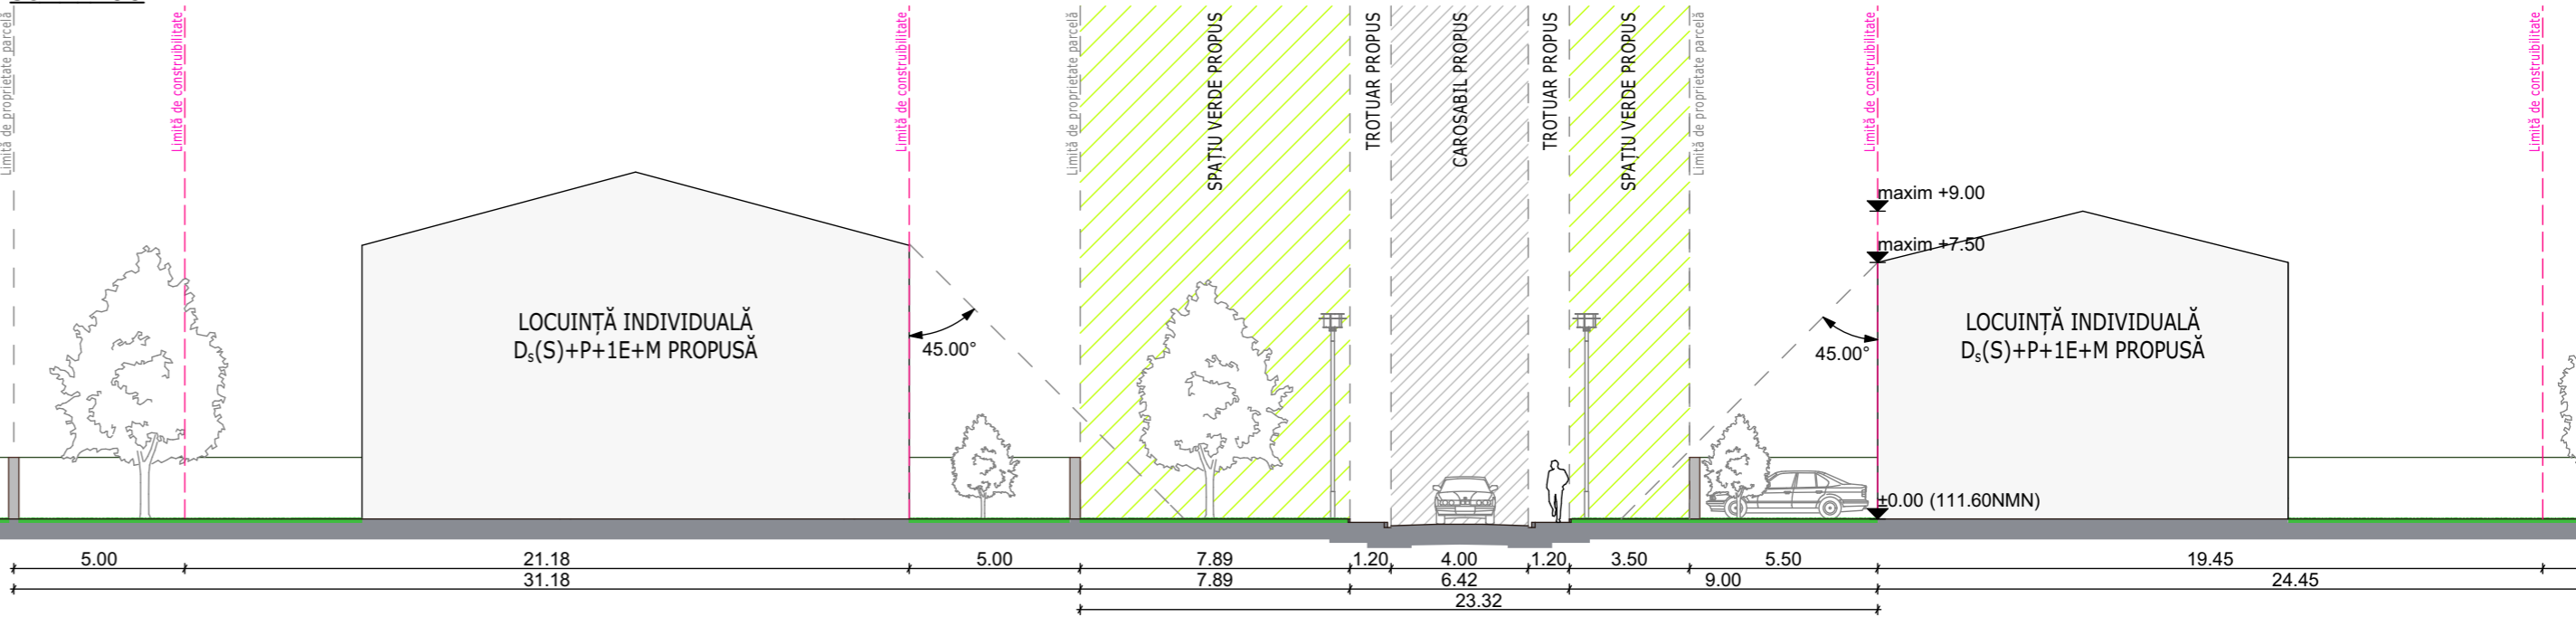 Limită de proprietate parcelă
Limită de construibilitate
Limită de construibilitate
Limită de proprietate parcelă
SPAȚIU VERDE PROPUS
TROTUAR PROPUS
CAROSABIL PROPUS
TROTUAR PROPUS
SPAȚIU VERDE PROPUS
Limită de proprietate parcelă
Limită de construibilitate
Limită de construibilitate
maxim +9.00
maxim +7.50
LOCUINȚĂ INDIVIDUALĂ
Ds(S)+P+1E+M PROPUSĂ
45.00°
45.00°
LOCUINȚĂ INDIVIDUALĂ
Ds(S)+P+1E+M PROPUSĂ
±0.00 (111.60NMN)
5.00 21.18 5.00 7.89 1.20 4.00 1.20 3.50 5.50 19.45
31.18 7.89 6.42 9.00 24.45
23.32